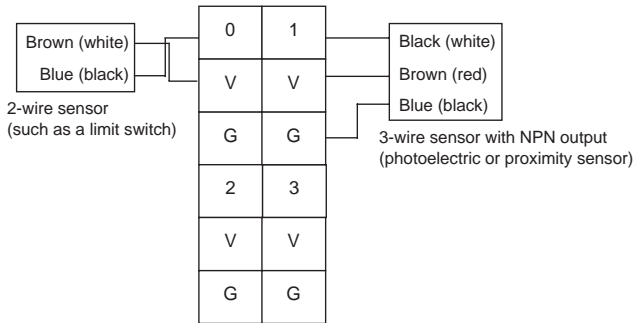 Brown (white)
Blue (black)
2-wire sensor
(such as a limit switch)
0 1
V V
G G
2 3
V V
G G
Black (white)
Brown (red)
Blue (black)
3-wire sensor with NPN output
(photoelectric or proximity sensor)